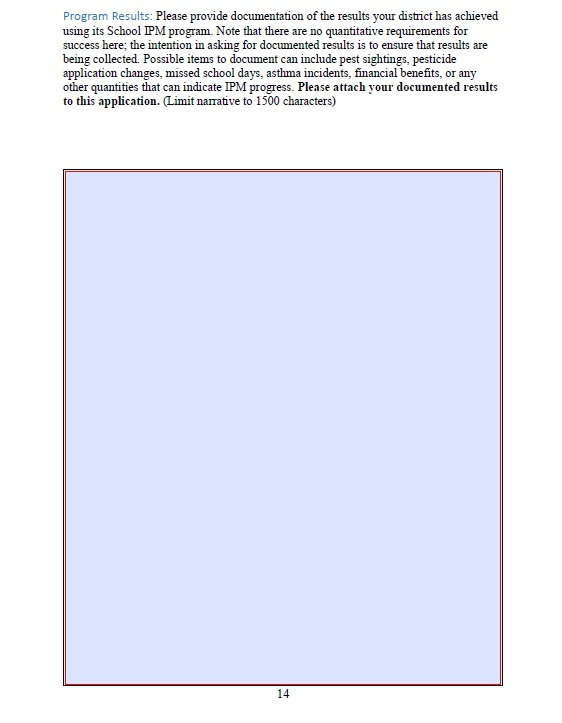 Program Results: Please provide documentation of the results your district has achieved
using its School IPM program. Note that there are no quantitative requirements for
success here; the intention in asking for documented results is to ensure that results are
being collected. Possible items to document can include pest sightings, pesticide
application changes, missed school days, asthma incidents, financial benefits, or any
other quantities that can indicate IPM progress. Please attach your documented results
to this application. (Limit narrative to 1500 characters)
14